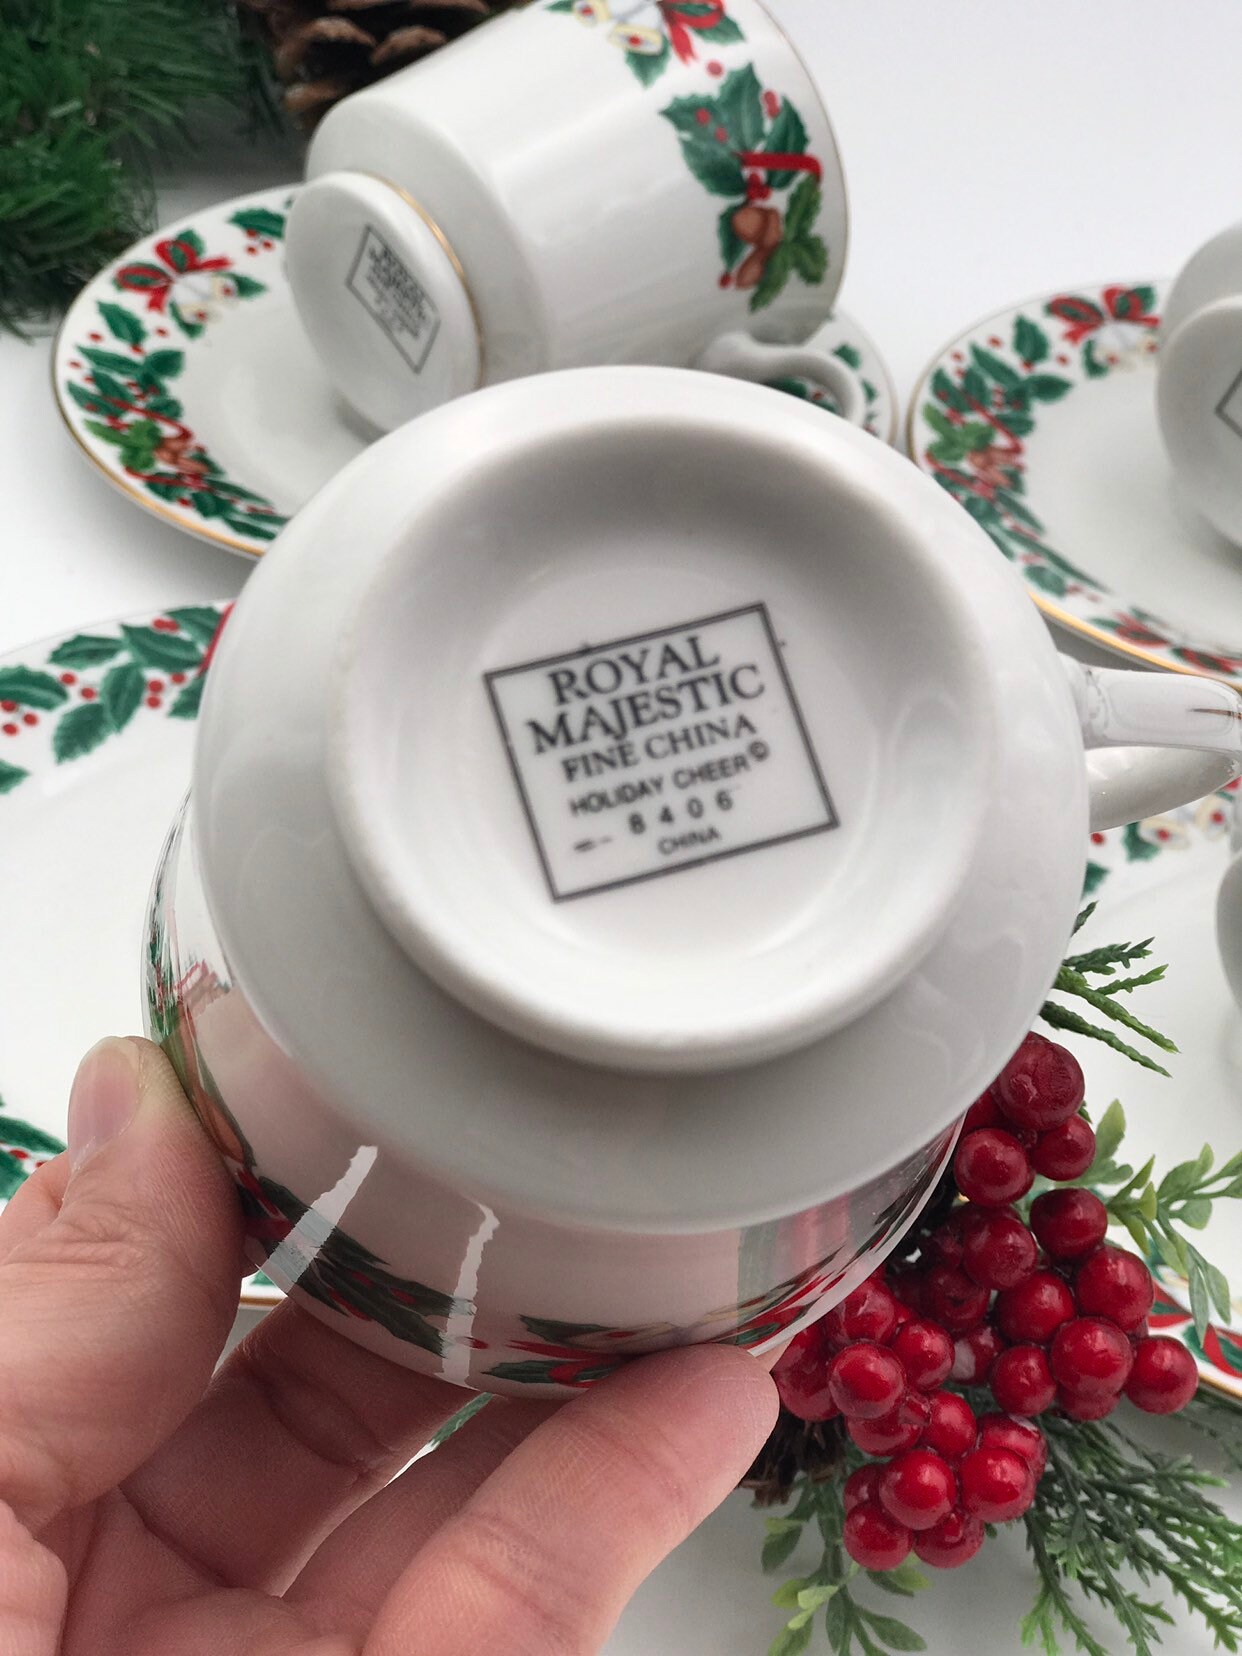 ROYAL
MAJESTIC
FINE CHINA
HOLIDAY CHEER©
8406
CHINA